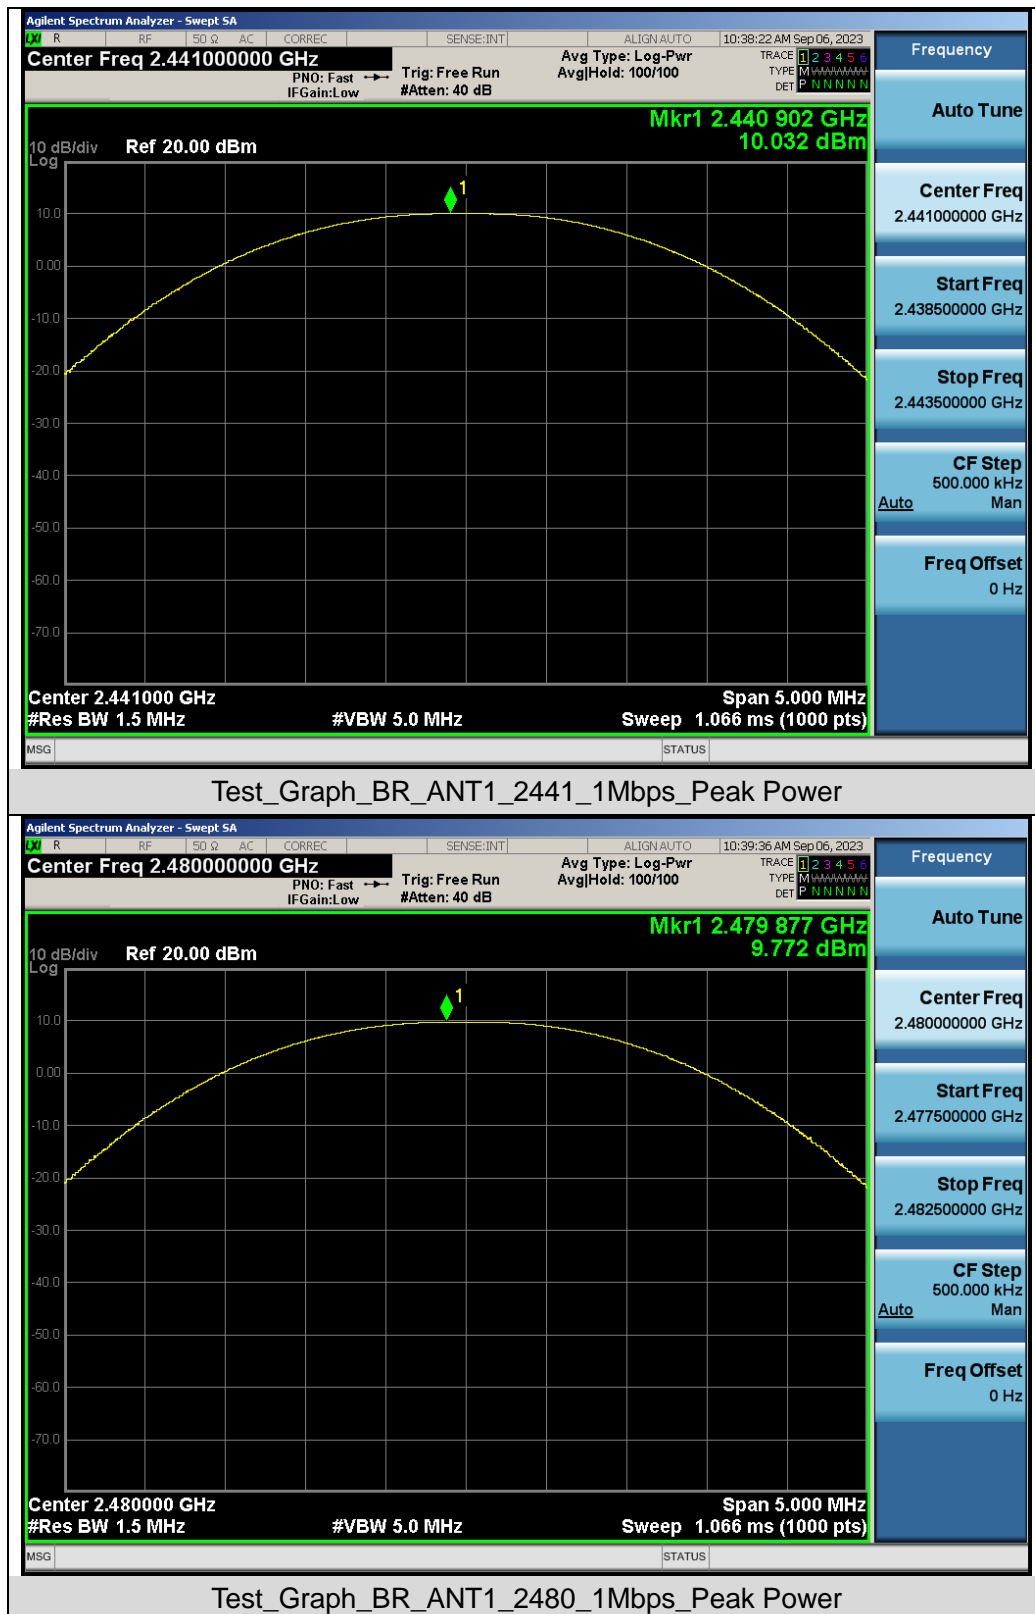 Agilent Spectrum Analyzer - Swept SA
LXI R RF 50 Ω AC CORREC SENSE:INT ALIGN AUTO 10:38:22 AM Sep 06, 2023
Center Freq 2.441000000 GHz
PNO: Fast
IFGain:Low
Trig: Free Run
#Atten: 40 dB
Avg Type: Log-Pwr
Avg|Hold: 100/100
TRACE 1 2 3 4 5 6
TYPE M WWWWW
DET P N N N N N
Frequency
Mkr1 2.440 902 GHz
10.032 dBm
10 dB/div Ref 20.00 dBm
Log
1
10.0
0.00
-10.0
-20.0
-30.0
-40.0
-50.0
-60.0
-70.0
Center 2.441000 GHz Span 5.000 MHz
#Res BW 1.5 MHz #VBW 5.0 MHz Sweep 1.066 ms (1000 pts)
MSG STATUS
Auto Tune
Center Freq
2.441000000 GHz
Start Freq
2.438500000 GHz
Stop Freq
2.443500000 GHz
CF Step
500.000 kHz
Auto Man
Freq Offset
0 Hz
Test_Graph_BR_ANT1_2441_1Mbps_Peak Power
Agilent Spectrum Analyzer - Swept SA
LXI R RF 50 Ω AC CORREC SENSE:INT ALIGN AUTO 10:39:36 AM Sep 06, 2023
Center Freq 2.480000000 GHz
PNO: Fast
IFGain:Low
Trig: Free Run
#Atten: 40 dB
Avg Type: Log-Pwr
Avg|Hold: 100/100
TRACE 1 2 3 4 5 6
TYPE M WWWWW
DET P N N N N N
Frequency
Mkr1 2.479 877 GHz
9.772 dBm
10 dB/div Ref 20.00 dBm
Log
1
10.0
0.00
-10.0
-20.0
-30.0
-40.0
-50.0
-60.0
-70.0
Center 2.480000 GHz Span 5.000 MHz
#Res BW 1.5 MHz #VBW 5.0 MHz Sweep 1.066 ms (1000 pts)
MSG STATUS
Auto Tune
Center Freq
2.480000000 GHz
Start Freq
2.477500000 GHz
Stop Freq
2.482500000 GHz
CF Step
500.000 kHz
Auto Man
Freq Offset
0 Hz
Test_Graph_BR_ANT1_2480_1Mbps_Peak Power